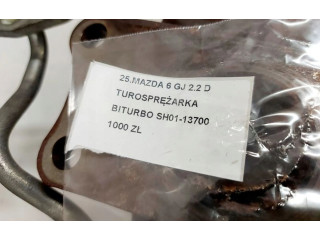 25.MAZDA 6 GJ 2.2 D
TUROSPRĘŻARKA
BITURBO SH01-13700
1000 ZL